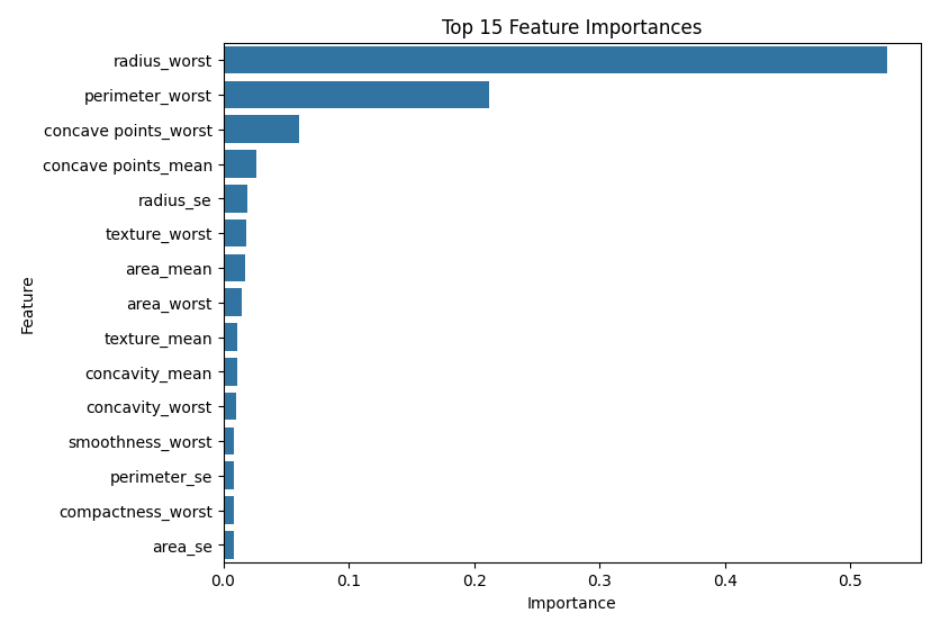 Top 15 Feature Importances
radius_worst
perimeter_worst
concave points_worst
concave points_mean
radius_se
texture_worst
area_mean
area_worst
texture_mean
concavity_mean
concavity_worst
smoothness_worst
perimeter_se
compactness_worst
area_se
Feature
0.0 0.1 0.2 0.3 0.4 0.5
Importance